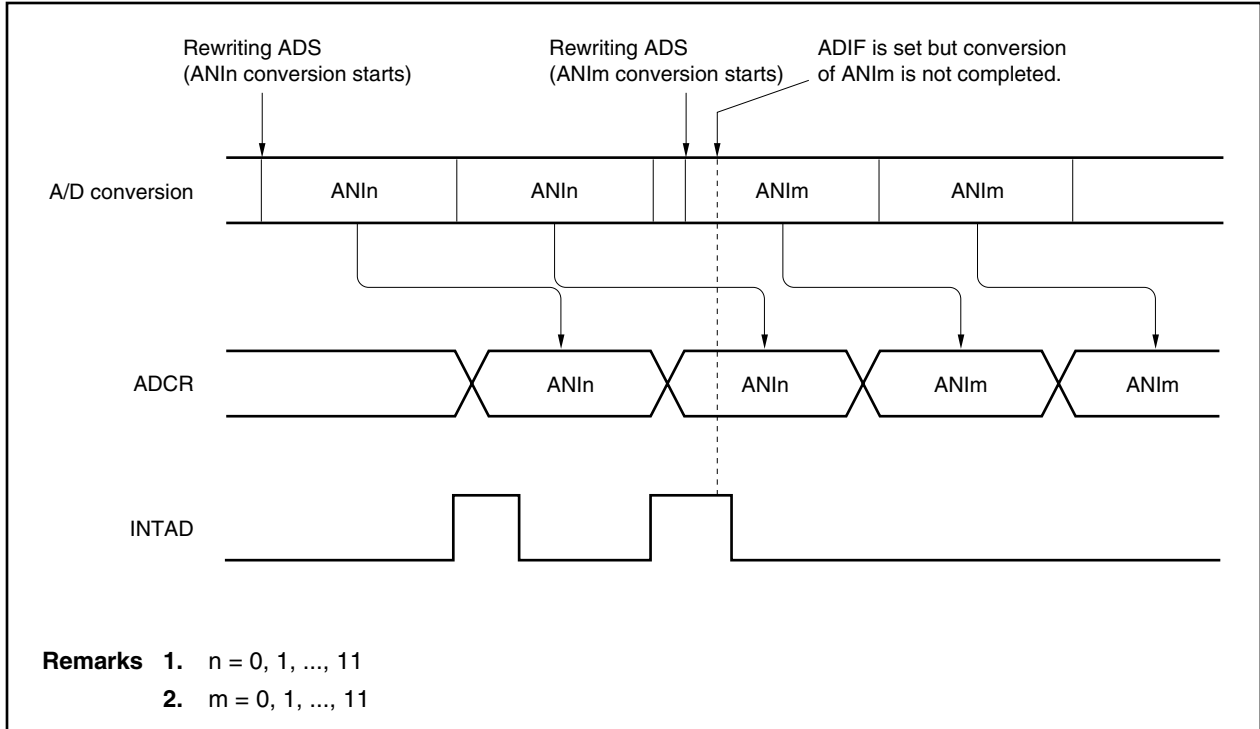 Rewriting ADS
(ANIn conversion starts)
Rewriting ADS
(ANIm conversion starts)
ADIF is set but conversion
of ANIm is not completed.
A/D conversion
ANIn
ANIn
ANIm
ANIm
ADCR
ANIn
ANIn
ANIm
ANIm
INTAD
Remarks 1. n = 0, 1, ..., 11
2. m = 0, 1, ..., 11